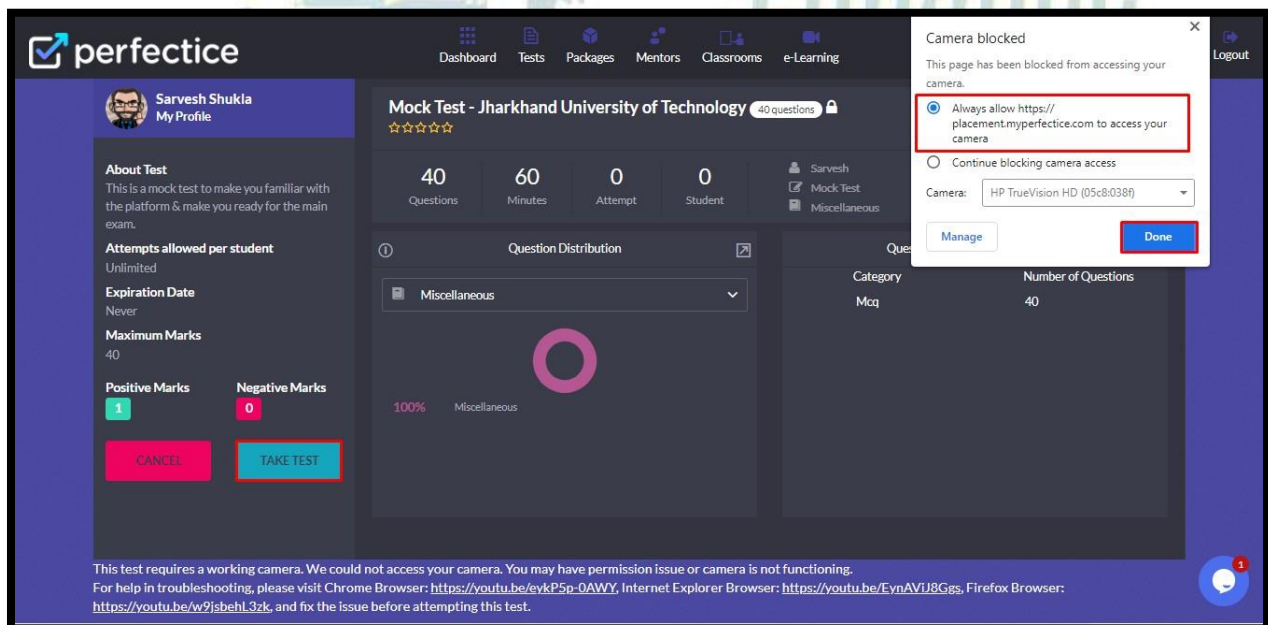 perfectice
Dashboard Tests Packages Mentors Classrooms e-Learning
Logout
Camera blocked
This page has been blocked from accessing your
camera.
Always allow https://
placement.myperfectice.com to access your
camera
Continue blocking camera access
Camera: HP TrueVision HD (05c8:038f)
Manage Done
Sarvesh Shukla
My Profile
About Test
This is a mock test to make you familiar with
the platform & make you ready for the main
exam.
Attempts allowed per student
Unlimited
Expiration Date
Never
Maximum Marks
40
Positive Marks Negative Marks
1 0
CANCEL TAKE TEST
Mock Test - Jharkhand University of Technology 40 questions
40 60 0 0
Questions Minutes Attempt Student
Sarvesh
Mock Test
Miscellaneous
Question Distribution
Miscellaneous
100% Miscellaneous
Ques
Category Number of Questions
Mcq 40
This test requires a working camera. We could not access your camera. You may have permission issue or camera is not functioning.
For help in troubleshooting, please visit Chrome Browser: https://youtu.be/eykP5p-0AWY, Internet Explorer Browser: https://youtu.be/EynAViJ8Ggs, Firefox Browser:
https://youtu.be/w9jsbehL3zk, and fix the issue before attempting this test.
1